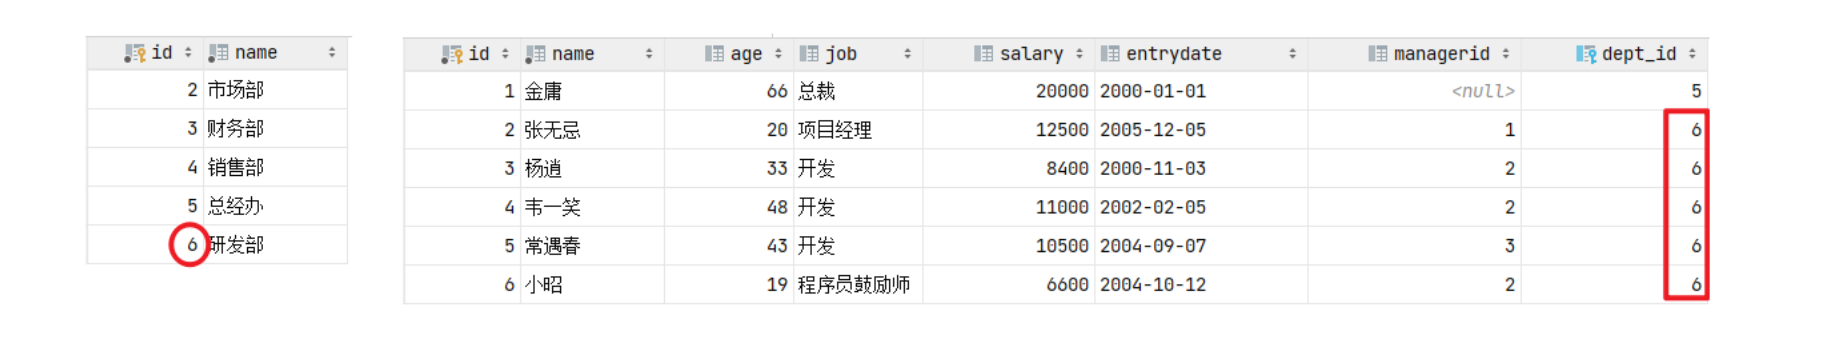 id name
2 市场部
3 财务部
4 销售部
5 总经办
6 研发部
id name age job salary entrydate managerid dept_id
1 金庸 66 总裁 20000 2000-01-01 <null> 5
2 张无忌 20 项目经理 12500 2005-12-05 1 6
3 杨逍 33 开发 8400 2000-11-03 2 6
4 韦一笑 48 开发 11000 2002-02-05 2 6
5 常遇春 43 开发 10500 2004-09-07 3 6
6 小昭 19 程序员鼓励师 6600 2004-10-12 2 6